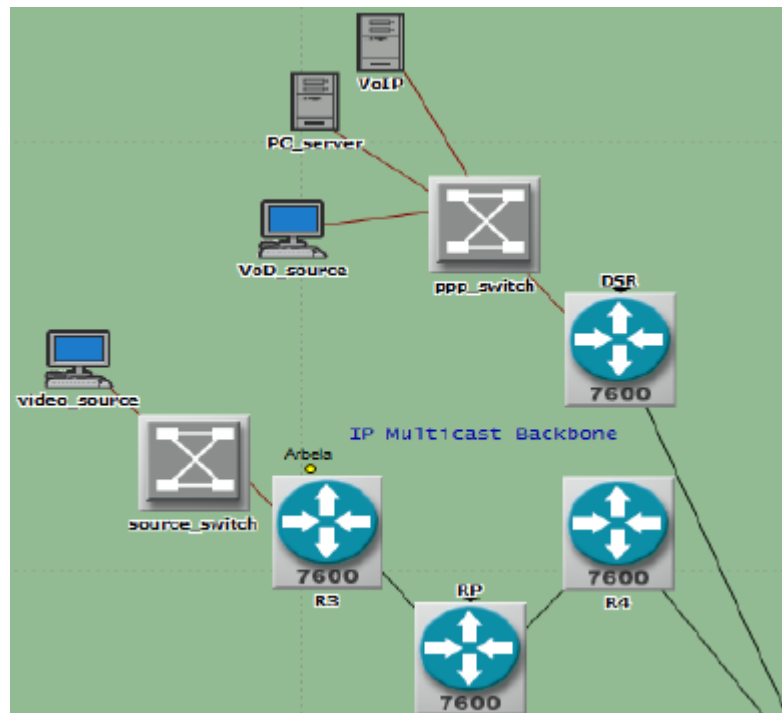 VoIP
PC_server
VoD_source
ppp_switch
DSR
7600
video_source
IP Multicast Backbone
Arbela
source_switch
7600
R3
7600
R4
RP
7600